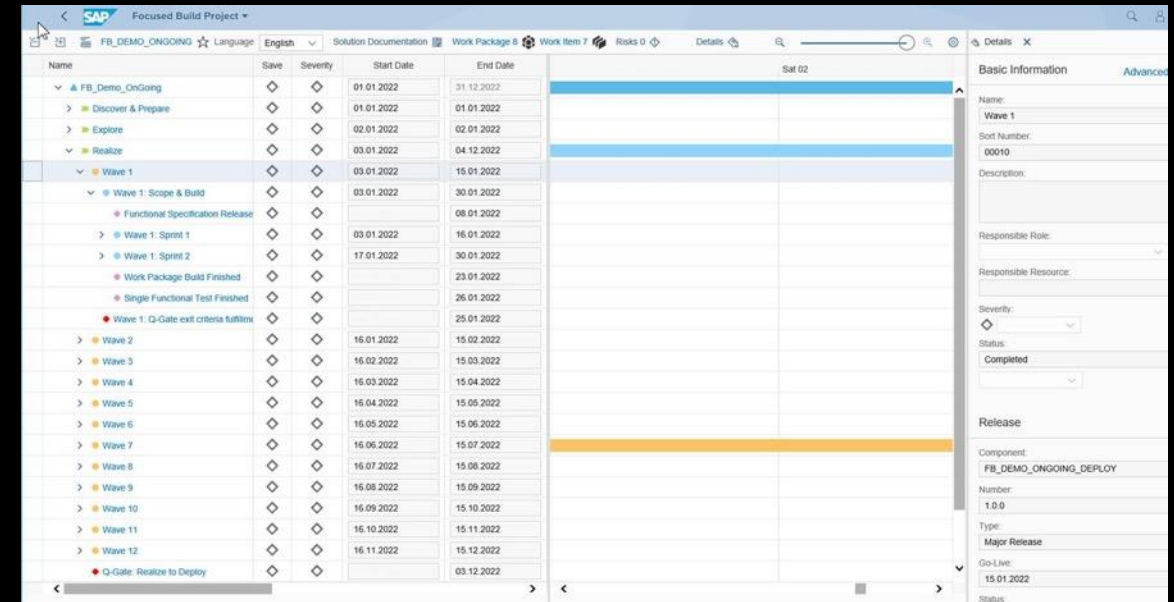 SAP Focused Build Project
FB_DEMO_ONGOING Language English Solution Documentation Work Package 8 Work Item 7 Risks 0 Details Details
Name Save Severity Start Date End Date Sat 02 Basic Information Advanced
FB_Demo_OnGoing 01.01.2022 31.12.2022
Discover & Prepare 01.01.2022 01.01.2022
Explore 02.01.2022 02.01.2022
Realize 03.01.2022 04.12.2022
Wave 1 03.01.2022 15.01.2022
Wave 1: Scope & Build 03.01.2022 30.01.2022
Functional Specification Release 08.01.2022
Wave 1: Sprint 1 03.01.2022 16.01.2022
Wave 1: Sprint 2 17.01.2022 30.01.2022
Work Package Build Finished 23.01.2022
Single Functional Test Finished 26.01.2022
Wave 1: Q-Gate exit criteria fulfillme 25.01.2022
Wave 2 16.01.2022 15.02.2022
Wave 3 16.02.2022 15.03.2022
Wave 4 16.03.2022 15.04.2022
Wave 5 16.04.2022 15.05.2022
Wave 6 16.05.2022 15.06.2022
Wave 7 16.06.2022 15.07.2022
Wave 8 16.07.2022 15.08.2022
Wave 9 16.08.2022 15.09.2022
Wave 10 16.09.2022 15.10.2022
Wave 11 16.10.2022 15.11.2022
Wave 12 16.11.2022 15.12.2022
Q-Gate: Realize to Deploy 03.12.2022
Name:
Wave 1
Sort Number:
00010
Description:
Responsible Role:
Responsible Resource:
Severity:
Status:
Completed
Release
Component:
FB_DEMO_ONGOING_DEPLOY
Number:
1.0.0
Type:
Major Release
Go-Live:
15.01.2022
Status: